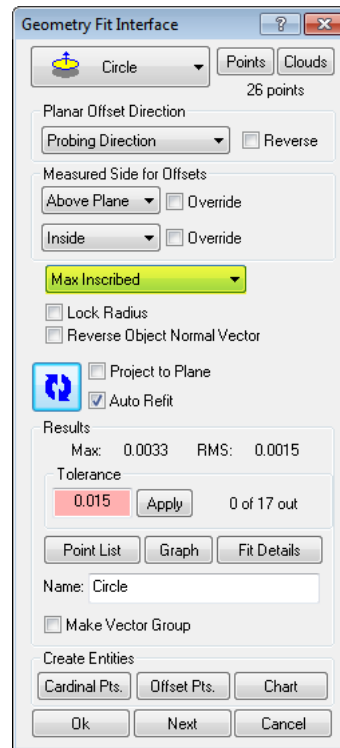 Geometry Fit Interface
Circle Points Clouds
26 points
Planar Offset Direction
Probing Direction Reverse
Measured Side for Offsets
Above Plane Override
Inside Override
Max Inscribed
Lock Radius
Reverse Object Normal Vector
Project to Plane
Auto Refit
Results
Max: 0.0033 RMS: 0.0015
Tolerance
0.015 Apply 0 of 17 out
Point List Graph Fit Details
Name: Circle
Make Vector Group
Create Entities
Cardinal Pts. Offset Pts. Chart
Ok Next Cancel